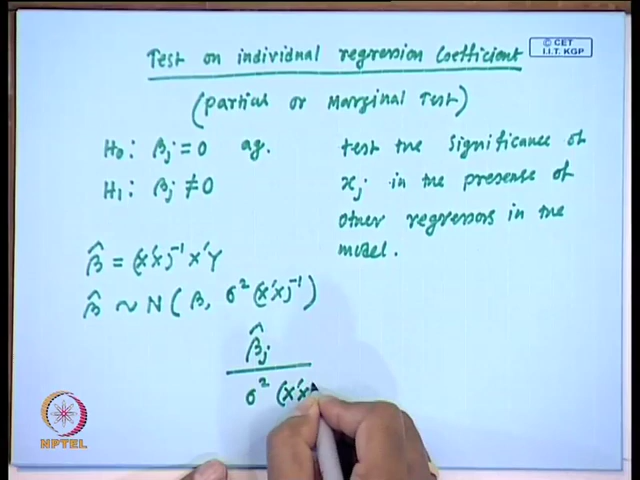 Test on individual regression Coefficient
© CET
I.I.T. KGP
(partial or Marginal Test)
H₀: βⱼ = 0 ag.
H₁: βⱼ ≠ 0
test the significance of
xⱼ in the presense of
other regressors in the
model.
β̂ = (X'X)⁻¹ X'Y
β̂ ~ N(β, σ² (X'X)⁻¹)
β̂ⱼ
σ² (X'X
NPTEL